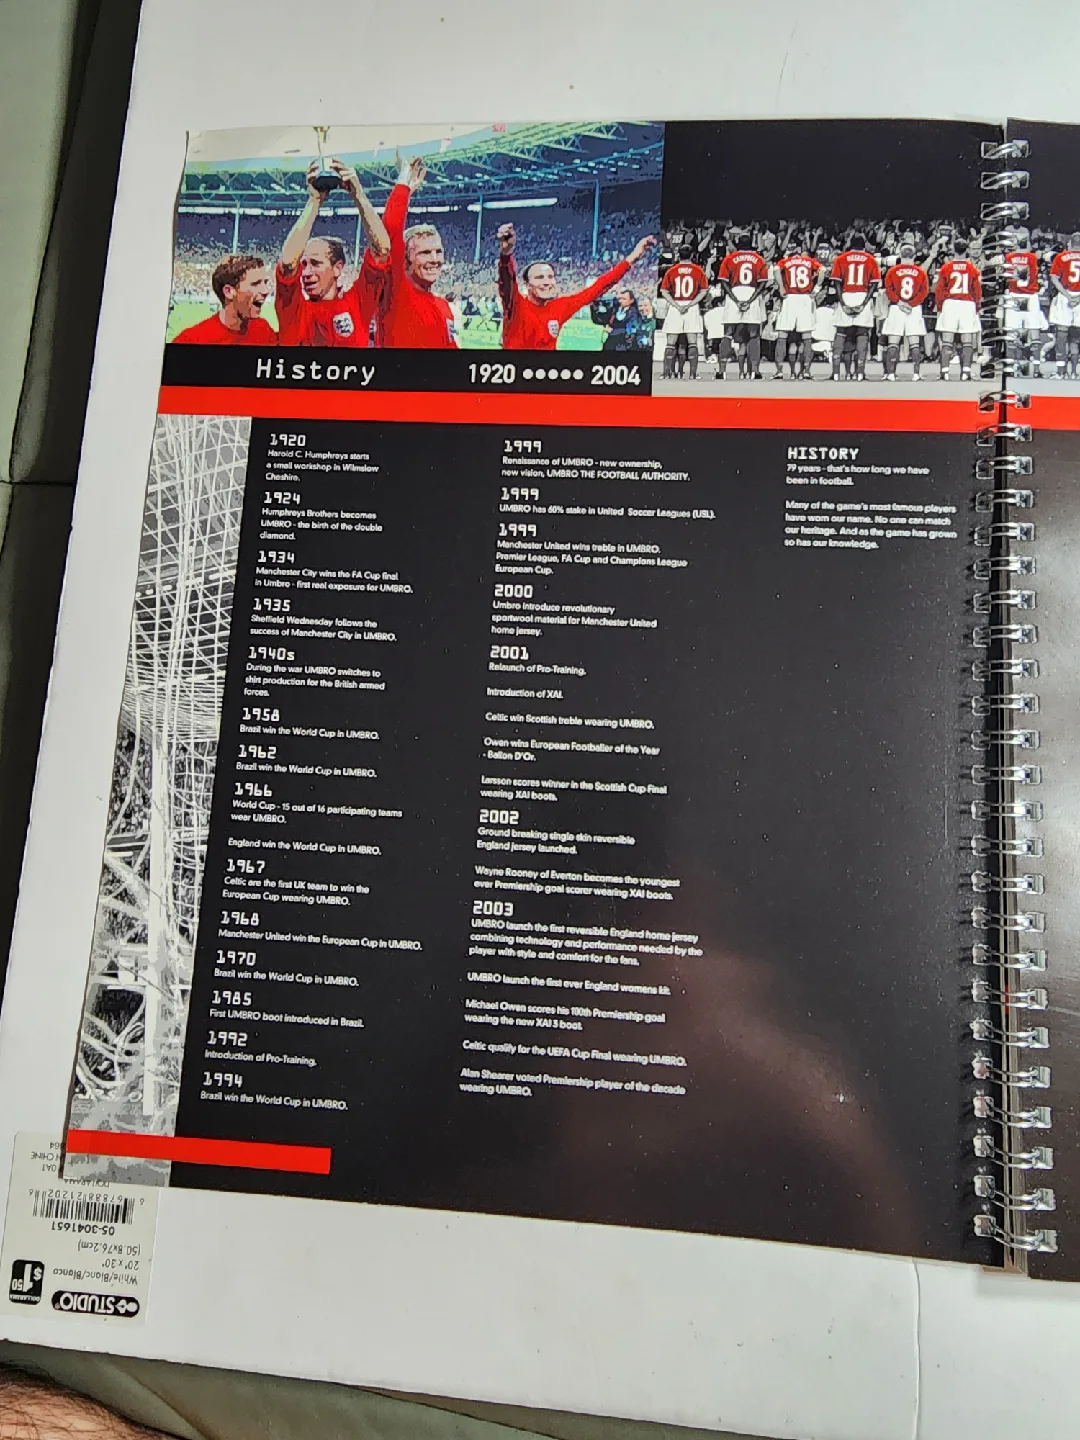 OWEN
10
CAMPBELL
6
18
HESKEY
11
SCHOLES
8
BUTT
21
MILLS
5
History
1920 ••••• 2004
1920
Harold C. Humphreys starts
a small workshop in Wilmslow
Cheshire.
1924
Humphreys Brothers becomes
UMBRO - the birth of the double
diamond.
1934
Manchester City wins the FA Cup final
in Umbro - first real exposure for UMBRO.
1935
Sheffield Wednesday follows the
success of Manchester City in UMBRO.
1940s
During the war UMBRO switches to
shirt production for the British armed
forces.
1958
Brazil win the World Cup in UMBRO.
1962
Brazil win the World Cup in UMBRO.
1966
World Cup - 15 out of 16 participating teams
wear UMBRO.
England win the World Cup in UMBRO.
1967
Celtic are the first UK team to win the
European Cup wearing UMBRO.
1968
Manchester United win the European Cup in UMBRO.
1970
Brazil win the World Cup in UMBRO.
1985
First UMBRO boot introduced in Brazil.
1992
Introduction of Pro-Training.
1994
Brazil win the World Cup in UMBRO.
1999
Renaissance of UMBRO - new ownership,
new vision, UMBRO THE FOOTBALL AUTHORITY.
1999
UMBRO has 60% stake in United Soccer Leagues (USL).
1999
Manchester United wins treble in UMBRO.
Premier League, FA Cup and Champions League
European Cup.
2000
Umbro introduce revolutionary
sportwool material for Manchester United
home jersey.
2001
Relaunch of Pro-Training.
Introduction of XAI.
Celtic win Scottish treble wearing UMBRO.
Owen wins European Footballer of the Year
- Ballon D'Or.
Larsson scores winner in the Scottish Cup Final
wearing XAI boots.
2002
Ground breaking single skin reversible
England jersey launched.
Wayne Rooney of Everton becomes the youngest
ever Premiership goal scorer wearing XAI boots.
2003
UMBRO launch the first reversible England home jersey
combining technology and performance needed by the
player with style and comfort for the fans.
UMBRO launch the first ever England womens kit.
Michael Owen scores his 100th Premiership goal
wearing the new XAI 3 boot.
Celtic qualify for the UEFA Cup Final wearing UMBRO.
Alan Shearer voted Premiership player of the decade
wearing UMBRO.
HISTORY
79 years - that's how long we have
been in football.
Many of the game's most famous players
have worn our name. No one can match
our heritage. And as the game has grown
so has our knowledge.
STUDIO
White/Blanc/Blanco
20" x 30"
(50.8x76.2cm)
05-3041651
6 67888 21202 6
DOLLARAMA
$1.50